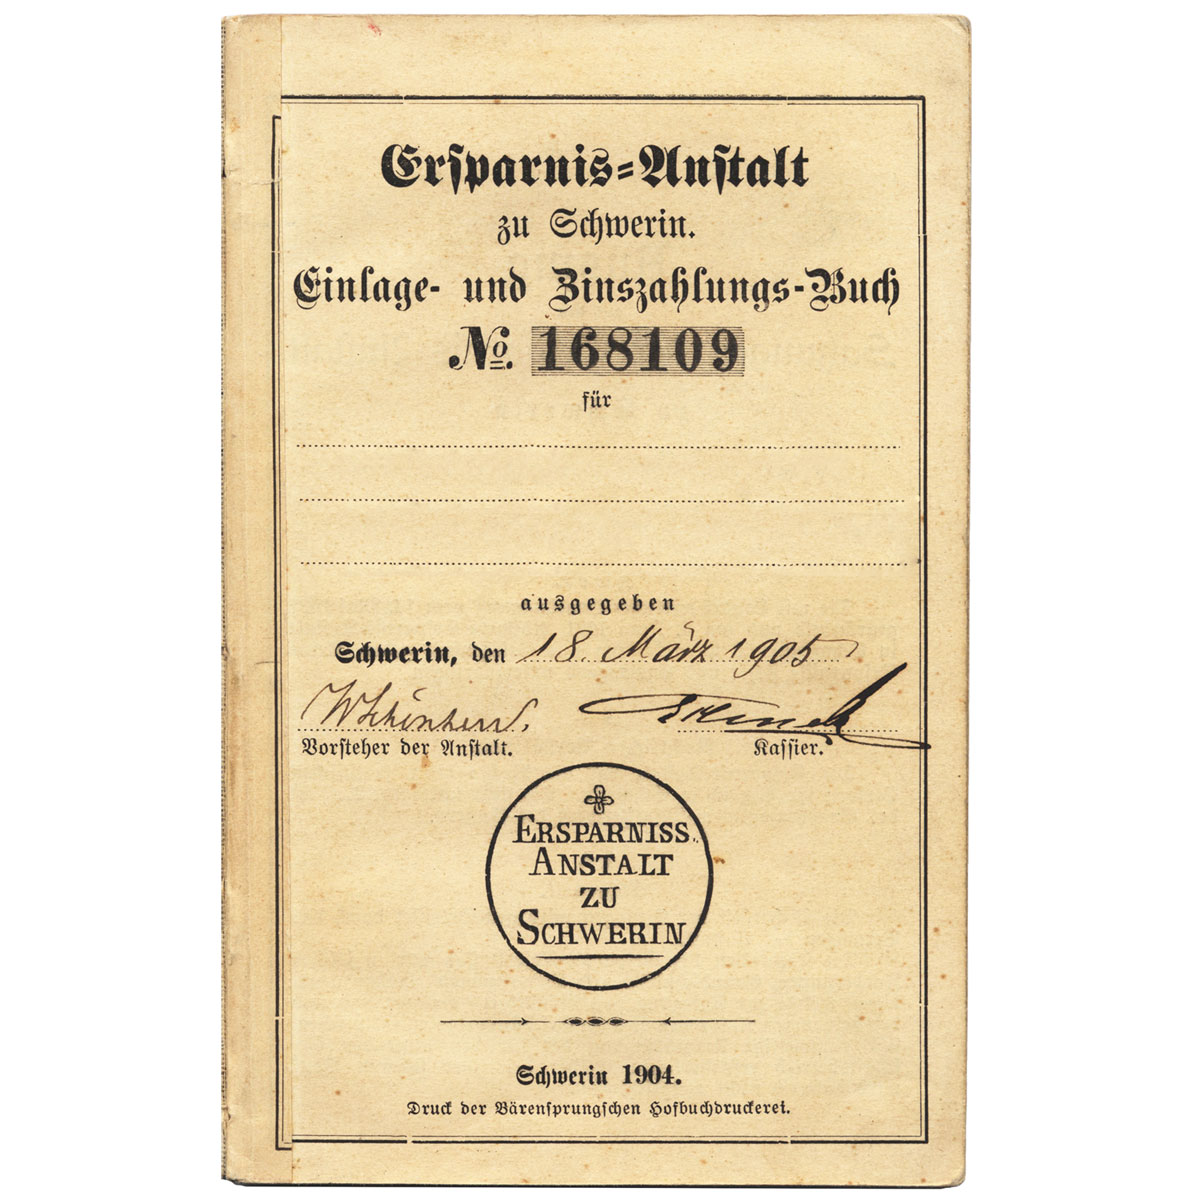 Ersparnis=Anstalt
zu Schwerin.
Einlage- und Zinszahlungs-Buch
No. 168109
für
ausgegeben
Schwerin, den 18. März 1905
Vorsteher der Anstalt. Kassier.
ERSPARNISS
ANSTALT
ZU
SCHWERIN
Schwerin 1904.
Druck der Bärensprungschen Hofbuchdruckerei.